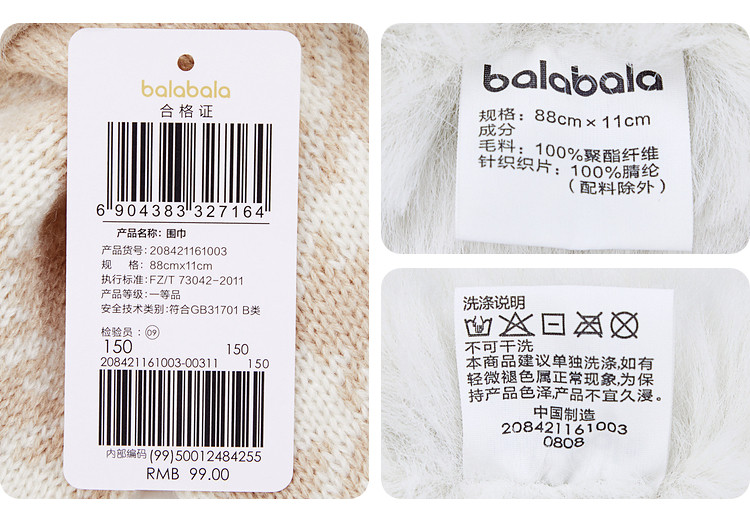 balabala
合格证
6 904383 327164
产品名称: 围巾
产品货号: 208421161003
规 格: 88cmx11cm
执行标准: FZ/T 73042-2011
产品等级: 一等品
安全技术类别: 符合GB31701 B类
检验员: 09
150 150
208421161003-00311 150
内部编码 (99)50012484255
RMB 99.00
balabala
规格: 88cm×11cm
成分
毛料: 100%聚酯纤维
针织织片: 100%腈纶
(配料除外)
洗涤说明
不可干洗
本商品建议单独洗涤,如有
轻微褪色属正常现象,为保
持产品色泽,产品不宜久浸。
中国制造
208421161003
0808